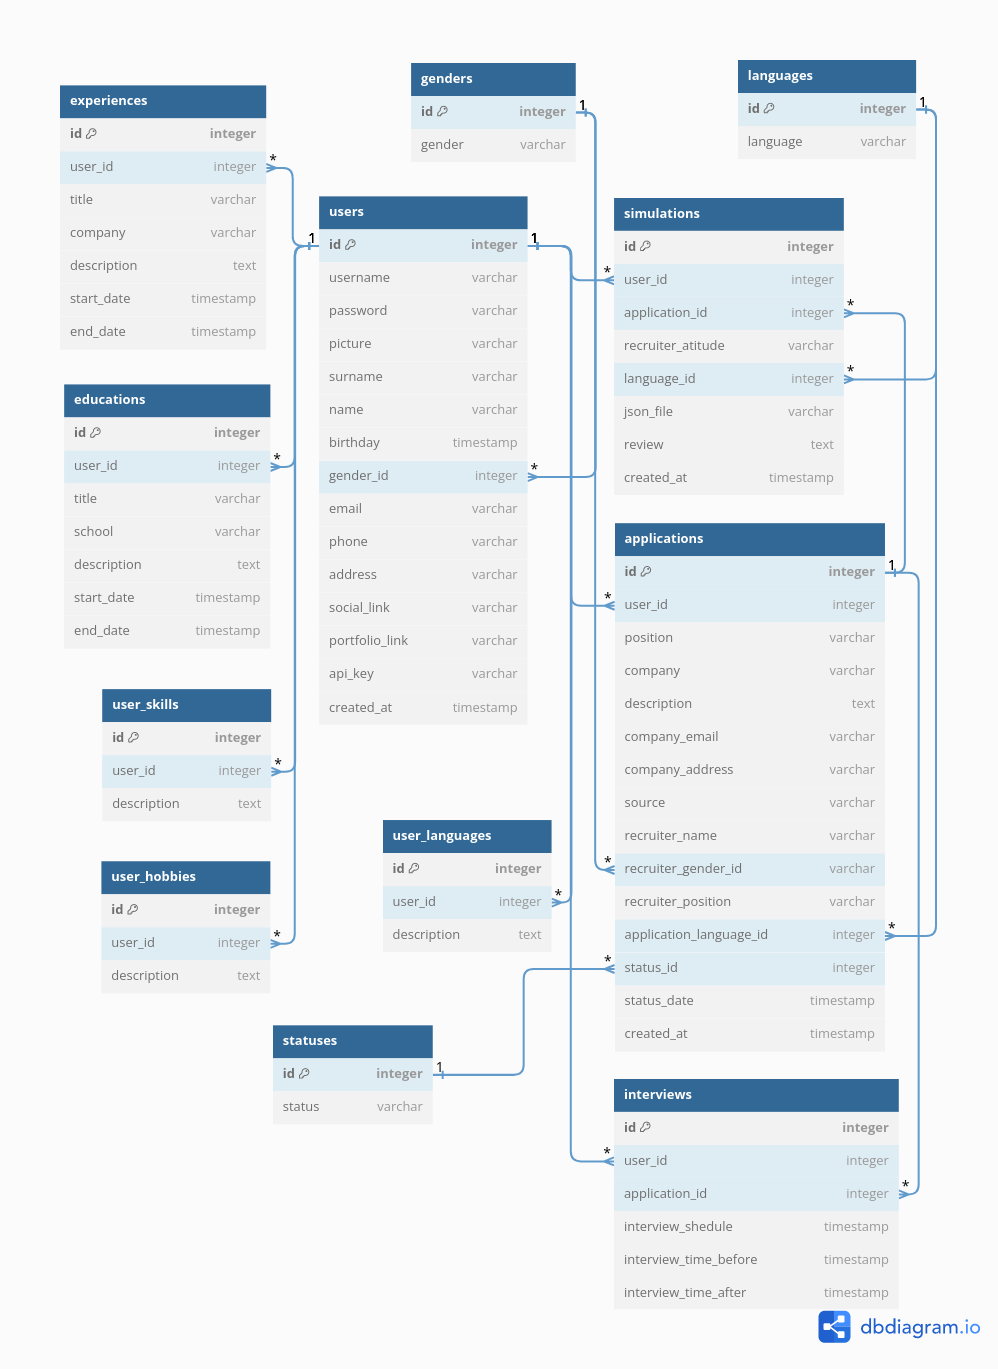 experiences
id integer
user_id integer
title varchar
company varchar
description text
start_date timestamp
end_date timestamp
*
genders
id integer
gender varchar
1
languages
id integer
language varchar
1
users
1 id integer 1
username varchar
password varchar
picture varchar
surname varchar
name varchar
birthday timestamp
gender_id integer *
email varchar
phone varchar
address varchar
social_link varchar
portfolio_link varchar
api_key varchar
created_at timestamp
simulations
id integer
* user_id integer
application_id integer *
recruiter_atitude varchar
language_id integer *
json_file varchar
review text
created_at timestamp
educations
id integer
user_id integer *
title varchar
school varchar
description text
start_date timestamp
end_date timestamp
applications
id integer 1
* user_id integer
position varchar
company varchar
description text
company_email varchar
company_address varchar
source varchar
recruiter_name varchar
* recruiter_gender_id varchar
recruiter_position varchar
application_language_id integer *
* status_id integer
status_date timestamp
created_at timestamp
user_skills
id integer
user_id integer *
description text
user_languages
id integer
user_id integer *
description text
user_hobbies
id integer
user_id integer *
description text
statuses
id integer 1
status varchar
interviews
id integer
* user_id integer
application_id integer *
interview_shedule timestamp
interview_time_before timestamp
interview_time_after timestamp
dbdiagram.io